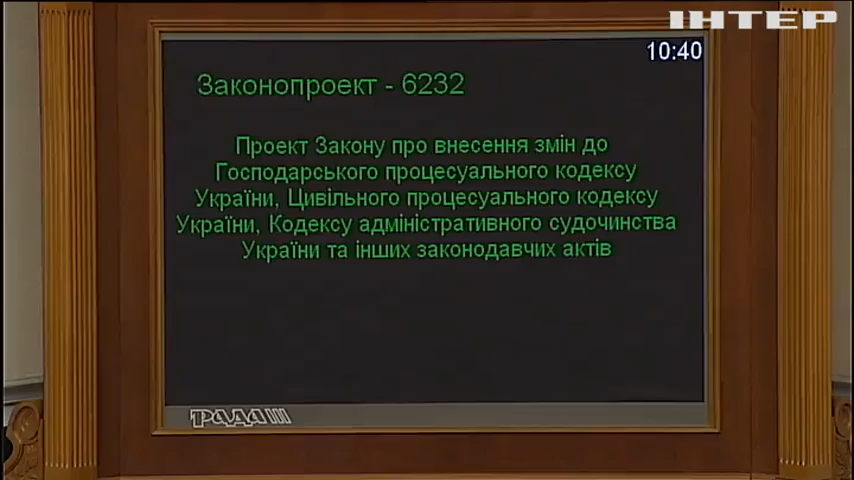 ІНТЕР
10:40
Законопроект - 6232
Проект Закону про внесення змін до
Господарського процесуального кодексу
України, Цивільного процесуального кодексу
України, Кодексу адміністративного судочинства
України та інших законодавчих актів
РАДА III